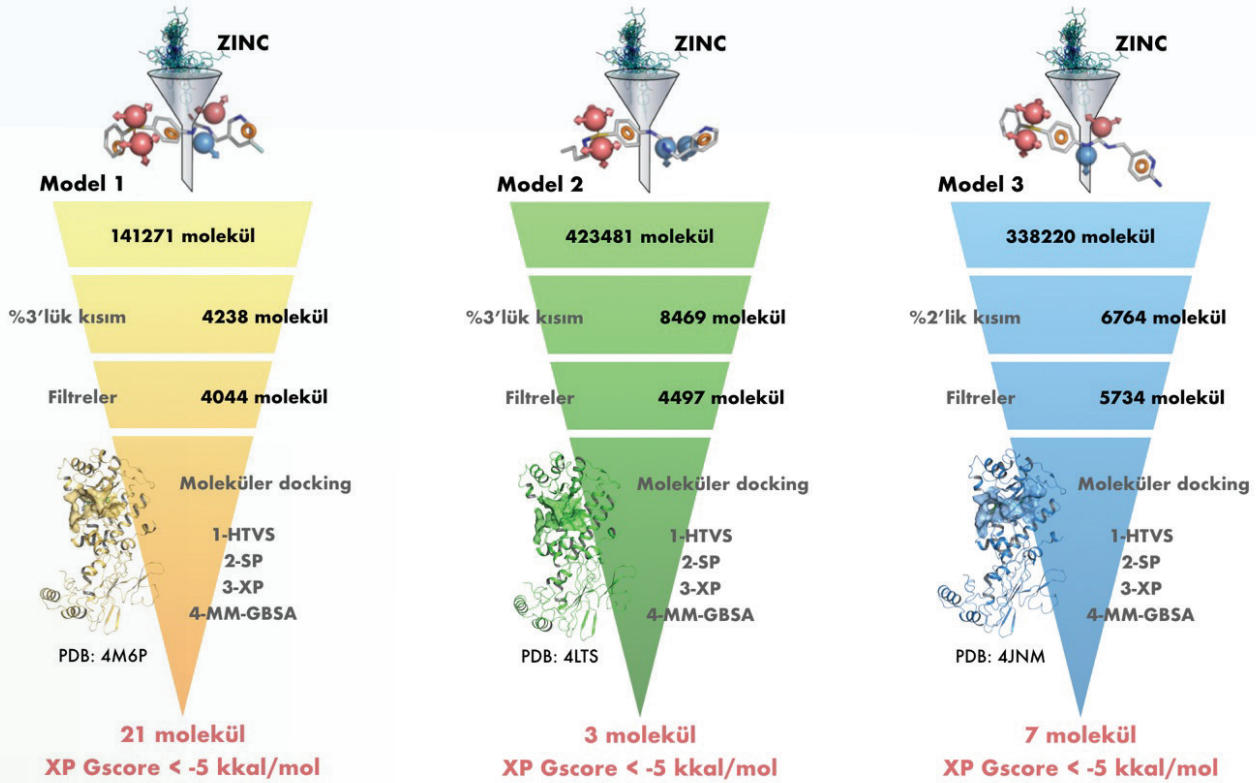 ZINC
Model 1
141271 molekül
%3'lük kısım
4238 molekül
Filtreler
4044 molekül
Moleküler docking
1-HTVS
2-SP
3-XP
4-MM-GBSA
PDB: 4M6P
21 molekül
XP Gscore < -5 kkal/mol
ZINC
Model 2
423481 molekül
%3'lük kısım
8469 molekül
Filtreler
4497 molekül
Moleküler docking
1-HTVS
2-SP
3-XP
4-MM-GBSA
PDB: 4LTS
3 molekül
XP Gscore < -5 kkal/mol
ZINC
Model 3
338220 molekül
%2'lik kısım
6764 molekül
Filtreler
5734 molekül
Moleküler docking
1-HTVS
2-SP
3-XP
4-MM-GBSA
PDB: 4JNM
7 molekül
XP Gscore < -5 kkal/mol